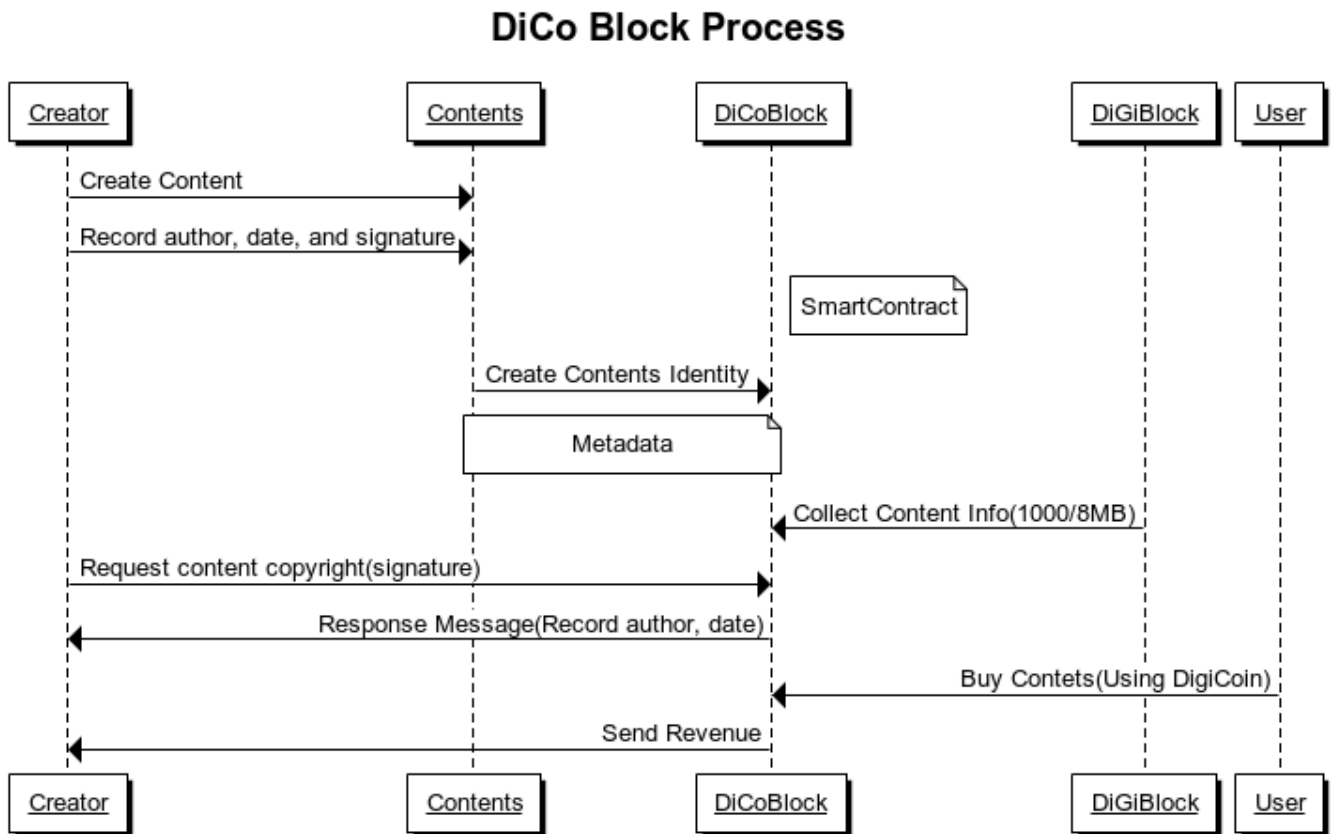 DiCo Block Process
Creator
Contents
DiCoBlock
DiGiBlock
User
Create Content
Record author, date, and signature
SmartContract
Create Contents Identity
Metadata
Collect Content Info(1000/8MB)
Request content copyright(signature)
Response Message(Record author, date)
Buy Contets(Using DigiCoin)
Send Revenue
Creator
Contents
DiCoBlock
DiGiBlock
User